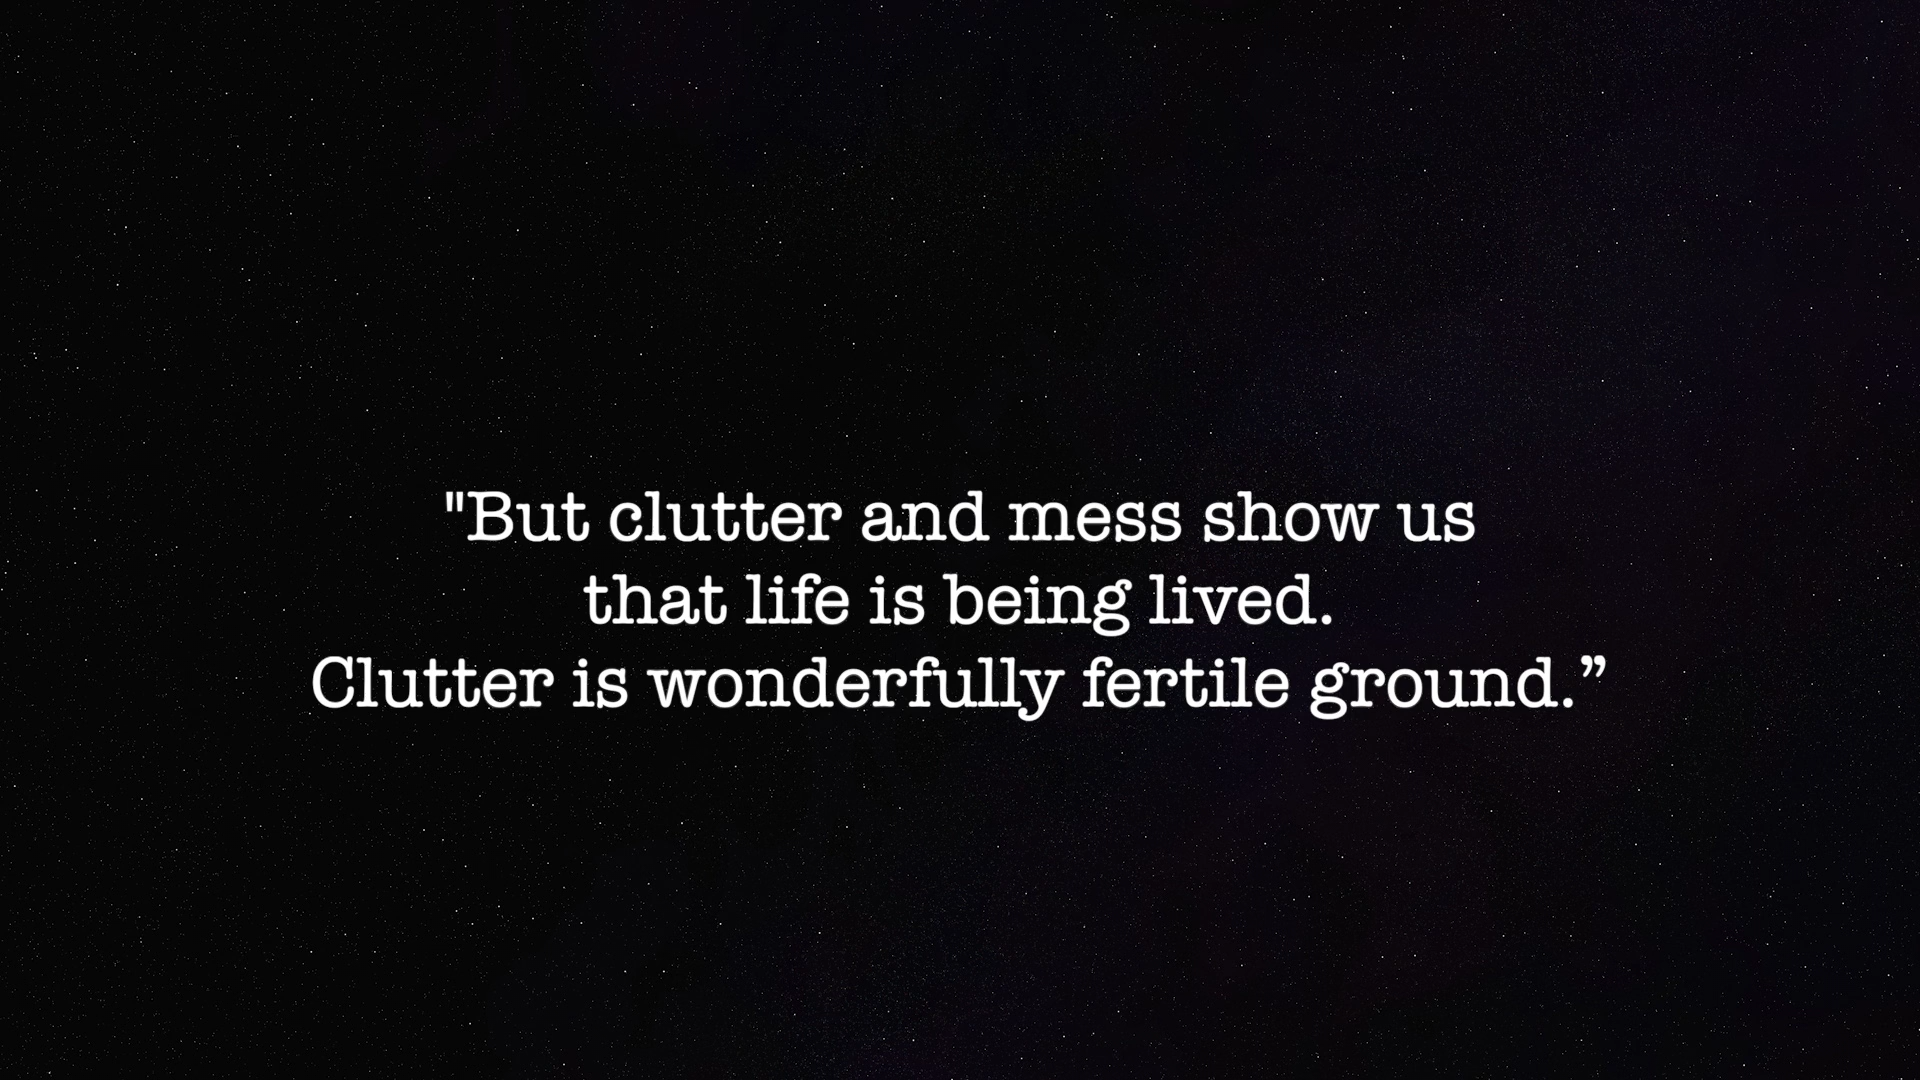 "But clutter and mess show us
that life is being lived.
Clutter is wonderfully fertile ground.”